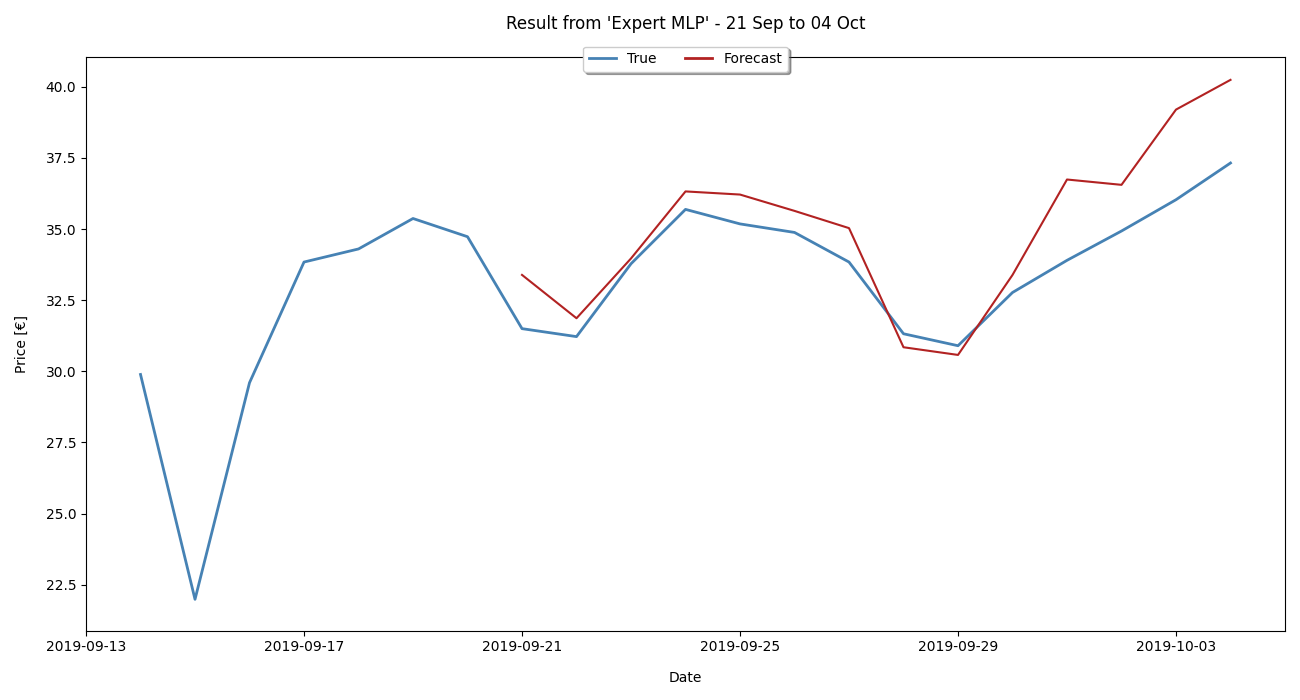 Result from 'Expert MLP' - 21 Sep to 04 Oct
True Forecast
40.0
37.5
35.0
32.5
30.0
27.5
25.0
22.5
Price [€]
2019-09-13 2019-09-17 2019-09-21 2019-09-25 2019-09-29 2019-10-03
Date